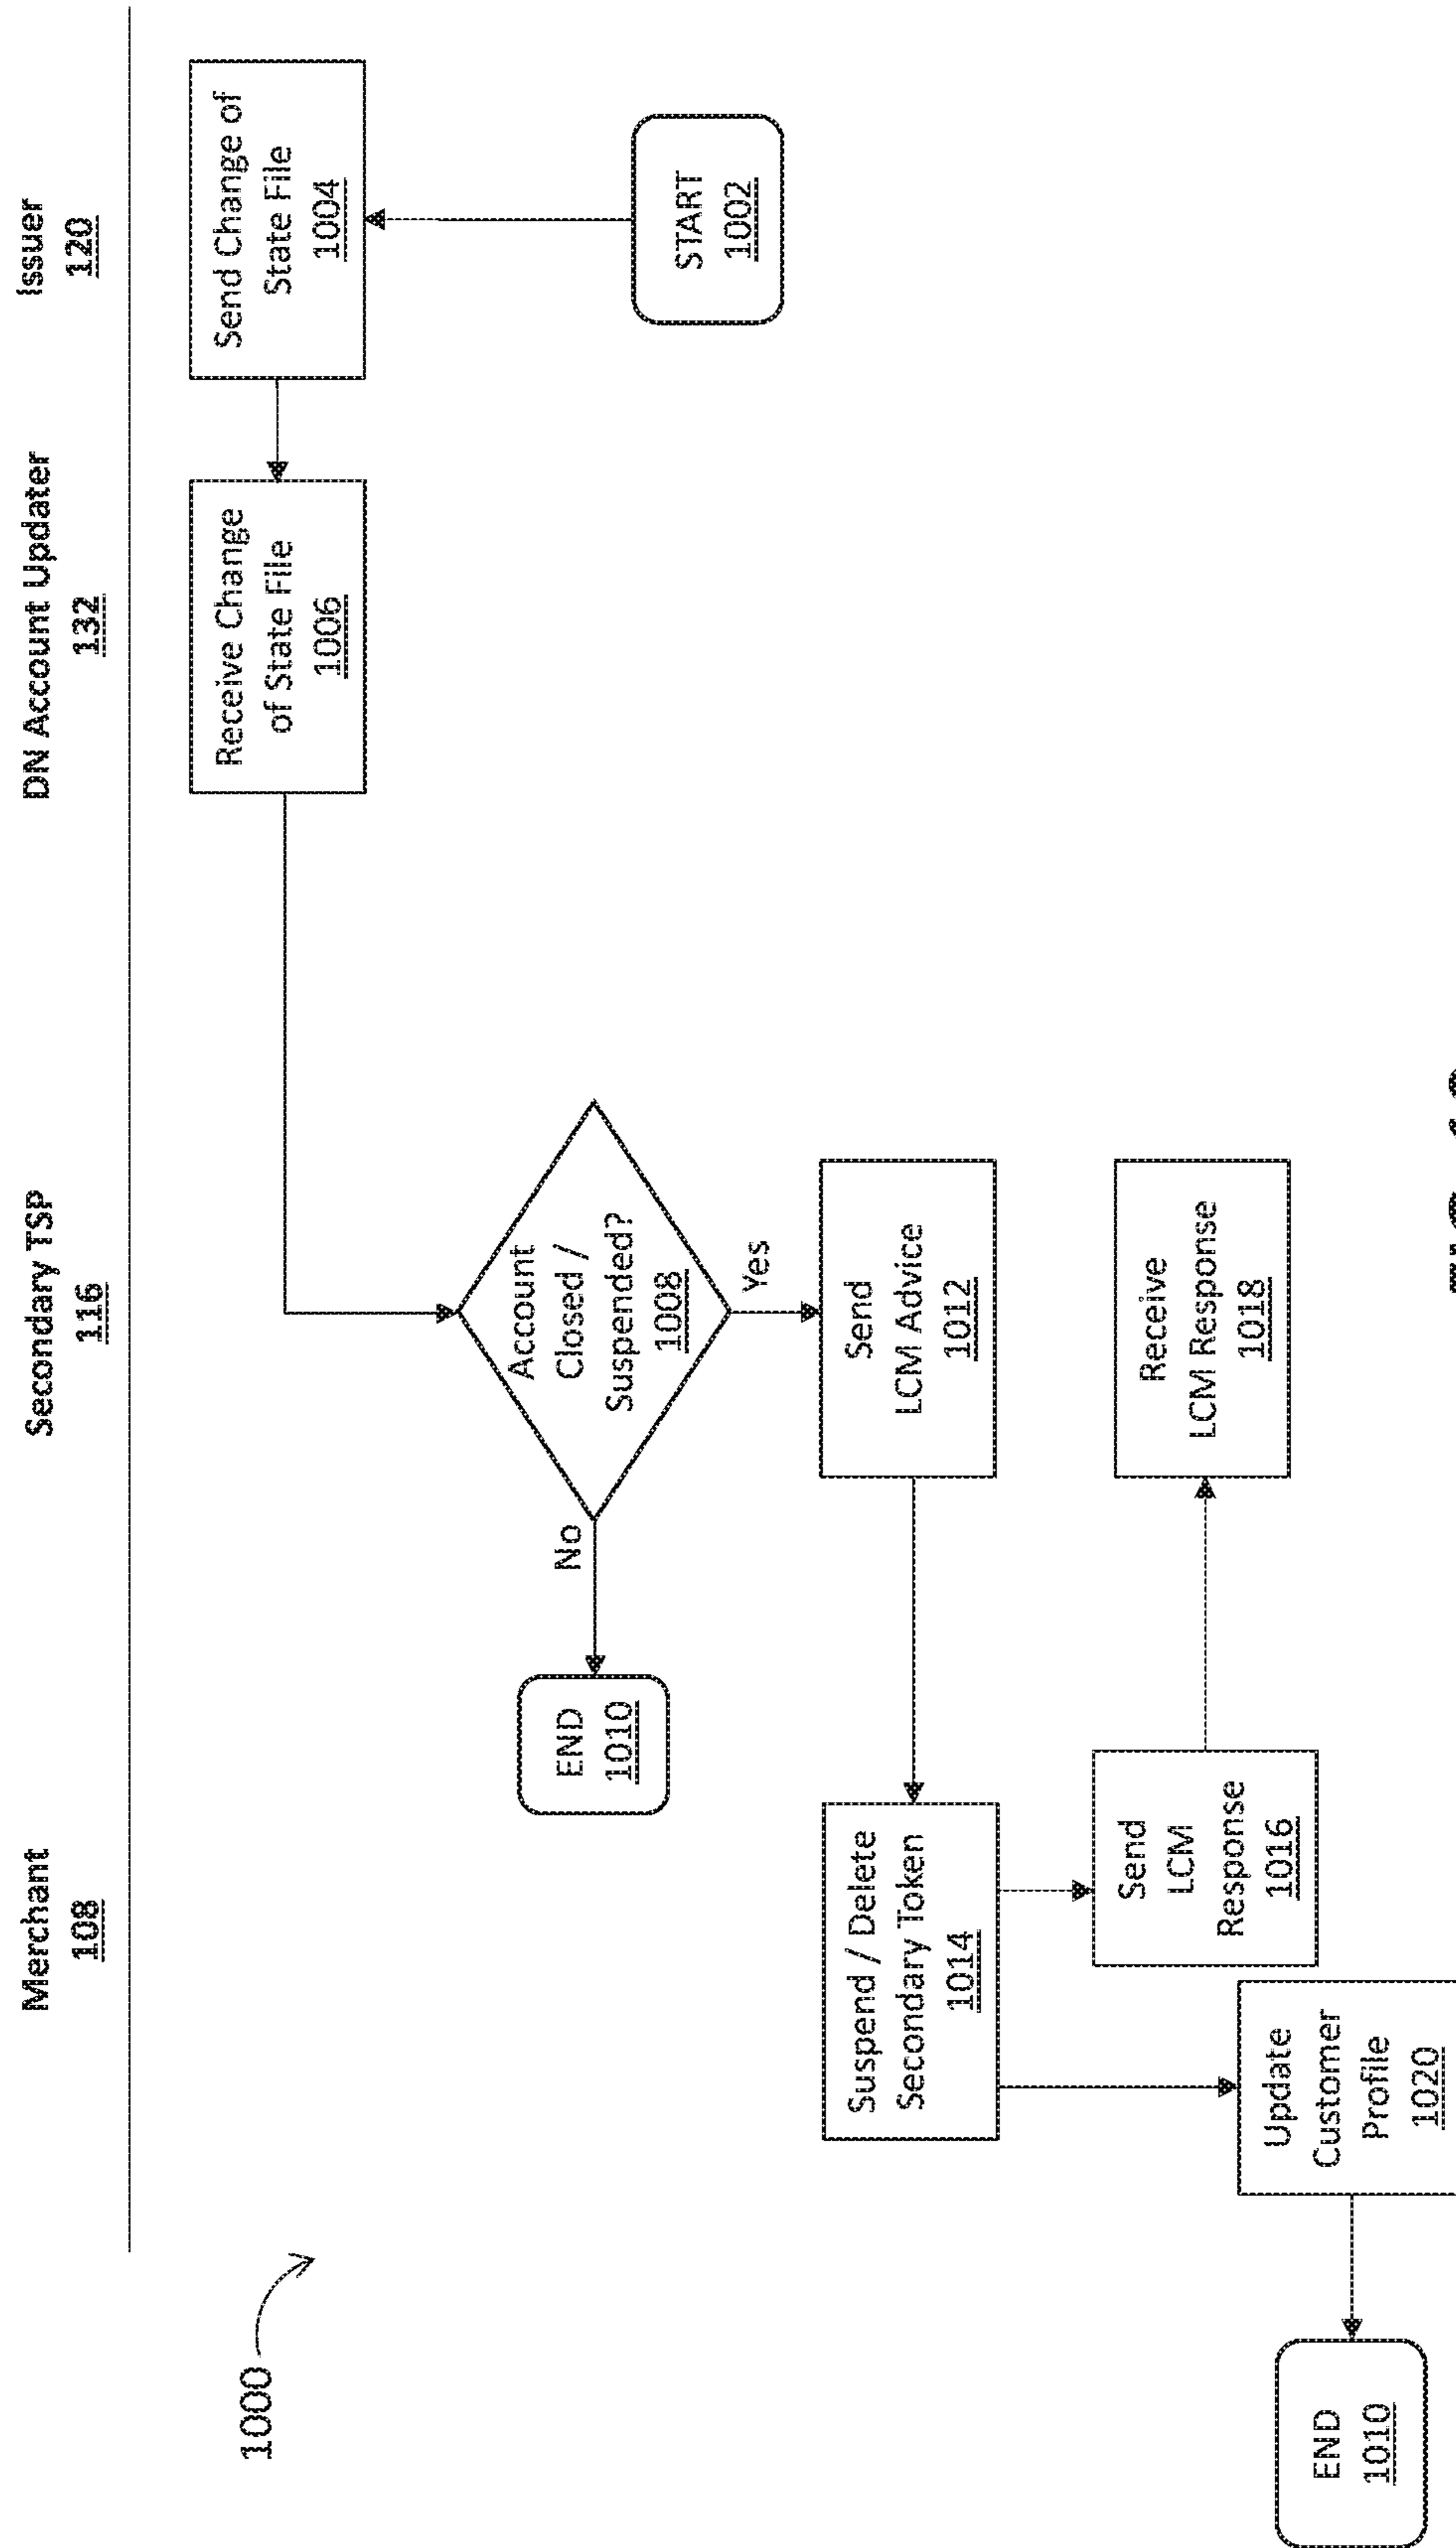 Merchant
108
Secondary TSP
116
DN Account Updater
132
Issuer
120
1000
Send Change of
State File
1004
START
1002
Receive Change
of State File
1006
Account
Closed /
Suspended?
1008
No
END
1010
Yes
Send
LCM Advice
1012
Suspend / Delete
Secondary Token
1014
Send
LCM
Response
1016
Receive
LCM Response
1018
Update
Customer
Profile
1020
END
1010